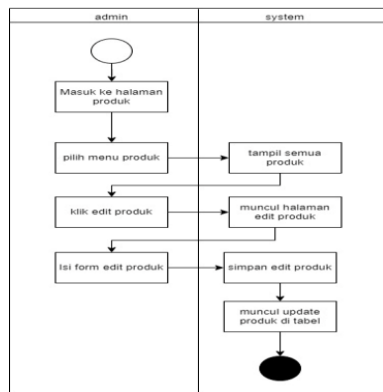 admin
system
Masuk ke halaman
produk
pilih menu produk
tampil semua
produk
klik edit produk
muncul halaman
edit produk
Isi form edit produk
simpan edit produk
muncul update
produk di tabel